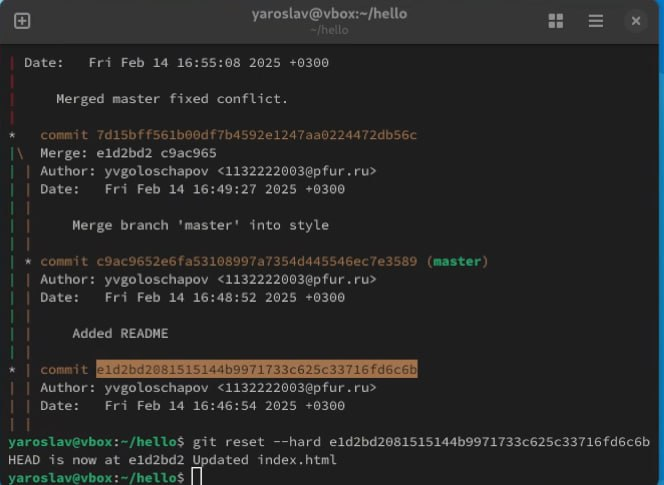 yaroslav@vbox:~/hello
~/hello
| Date:   Fri Feb 14 16:55:08 2025 +0300
|
|     Merged master fixed conflict.
|
*   commit 7d15bff561b00df7b4592e1247aa0224472db56c
|\  Merge: e1d2bd2 c9ac965
| | Author: yvgoloschapov <1132222003@pfur.ru>
| | Date:   Fri Feb 14 16:49:27 2025 +0300
| |
| |     Merge branch 'master' into style
| |
| * commit c9ac9652e6fa53108997a7354d445546ec7e3589 (master)
| | Author: yvgoloschapov <1132222003@pfur.ru>
| | Date:   Fri Feb 14 16:48:52 2025 +0300
| |
| |     Added README
| |
* | commit e1d2bd2081515144b9971733c625c33716fd6c6b
| | Author: yvgoloschapov <1132222003@pfur.ru>
| | Date:   Fri Feb 14 16:46:54 2025 +0300
| |
yaroslav@vbox:~/hello$ git reset --hard e1d2bd2081515144b9971733c625c33716fd6c6b
HEAD is now at e1d2bd2 Updated index.html
yaroslav@vbox:~/hello$